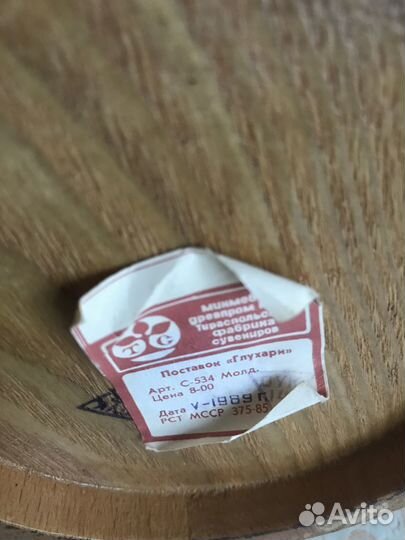 древпром
Тираспольс
фабрика
сувениров
ТС
Поставок «Глухари»
Арт. С-534 Молд.
Цена 8-00
Дата V-1989
РСТ МССР 375-85
Avito